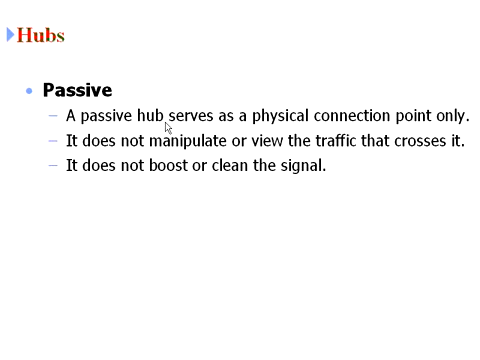 Hubs
• Passive
– A passive hub serves as a physical connection point only.
– It does not manipulate or view the traffic that crosses it.
– It does not boost or clean the signal.